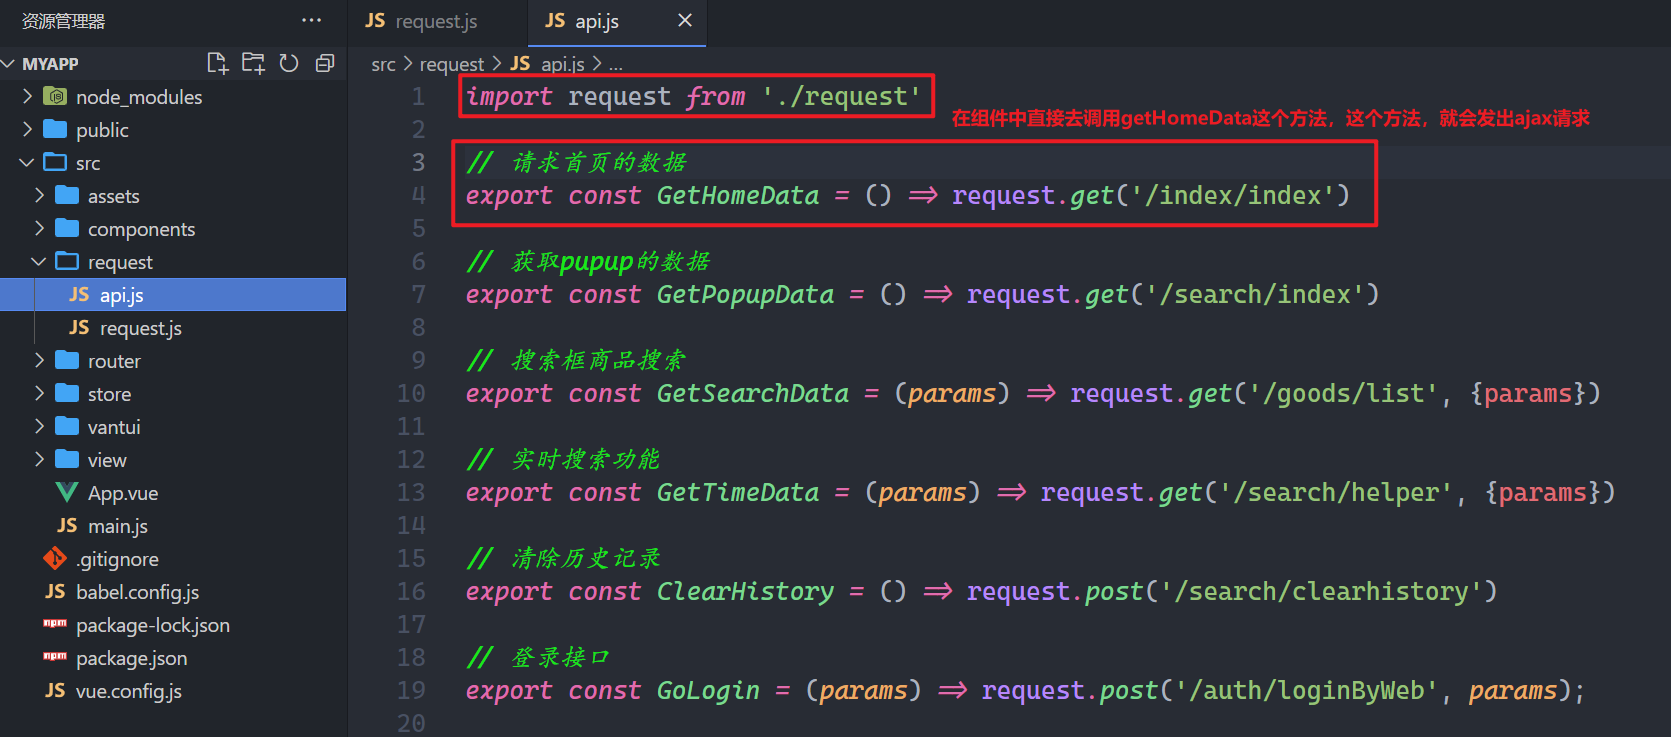 资源管理器 ···
MYAPP
node_modules
public
src
assets
components
request
JS api.js
JS request.js
router
store
vantui
view
App.vue
JS main.js
.gitignore
JS babel.config.js
npm package-lock.json
npm package.json
JS vue.config.js
JS request.js JS api.js
src > request > JS api.js > ...
1 import request from './request'
在组件中直接去调用getHomeData这个方法，这个方法，就会发出ajax请求
2
3 // 请求首页的数据
4 export const GetHomeData = () => request.get('/index/index')
5
6 // 获取pupup的数据
7 export const GetPopupData = () => request.get('/search/index')
8
9 // 搜索框商品搜索
10 export const GetSearchData = (params) => request.get('/goods/list', {params})
11
12 // 实时搜索功能
13 export const GetTimeData = (params) => request.get('/search/helper', {params})
14
15 // 清除历史记录
16 export const ClearHistory = () => request.post('/search/clearhistory')
17
18 // 登录接口
19 export const GoLogin = (params) => request.post('/auth/loginByWeb', params);
20